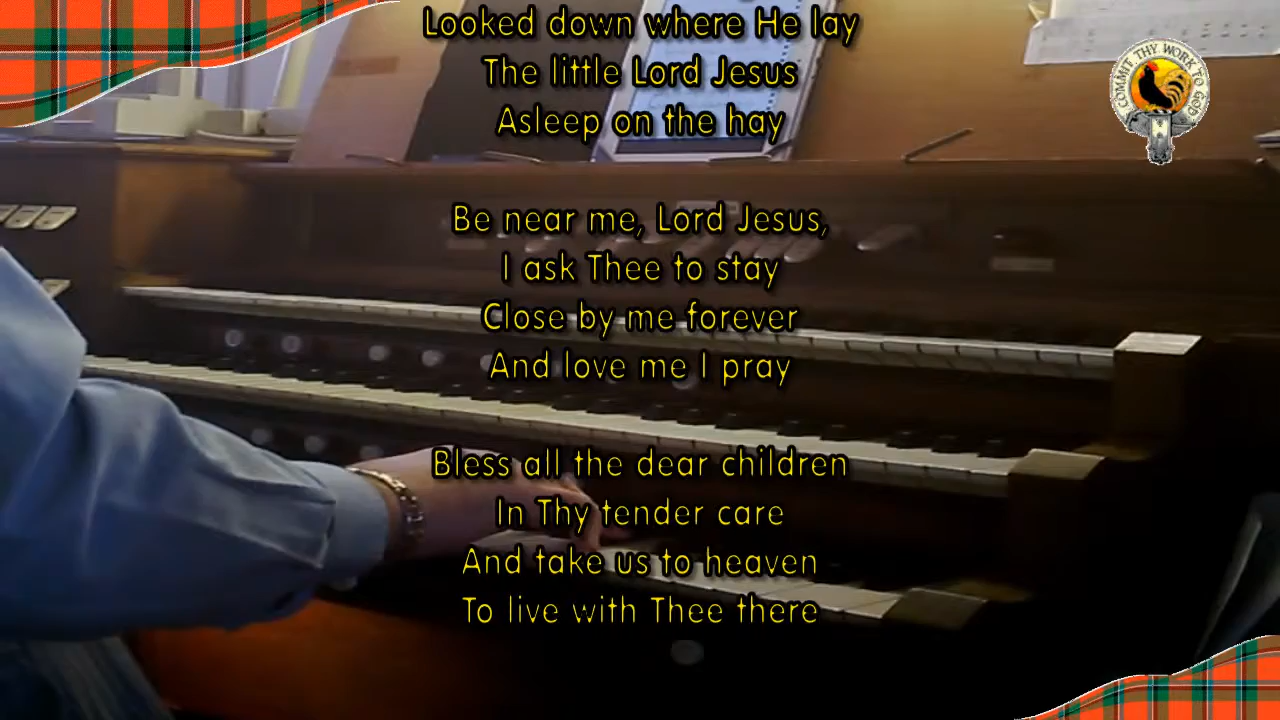 Looked down where He lay
The little Lord Jesus
Asleep on the hay
Be near me, Lord Jesus,
I ask Thee to stay
Close by me forever
And love me I pray
Bless all the dear children
In Thy tender care
And take us to heaven
To live with Thee there
COMMIT THY WORK TO GOD